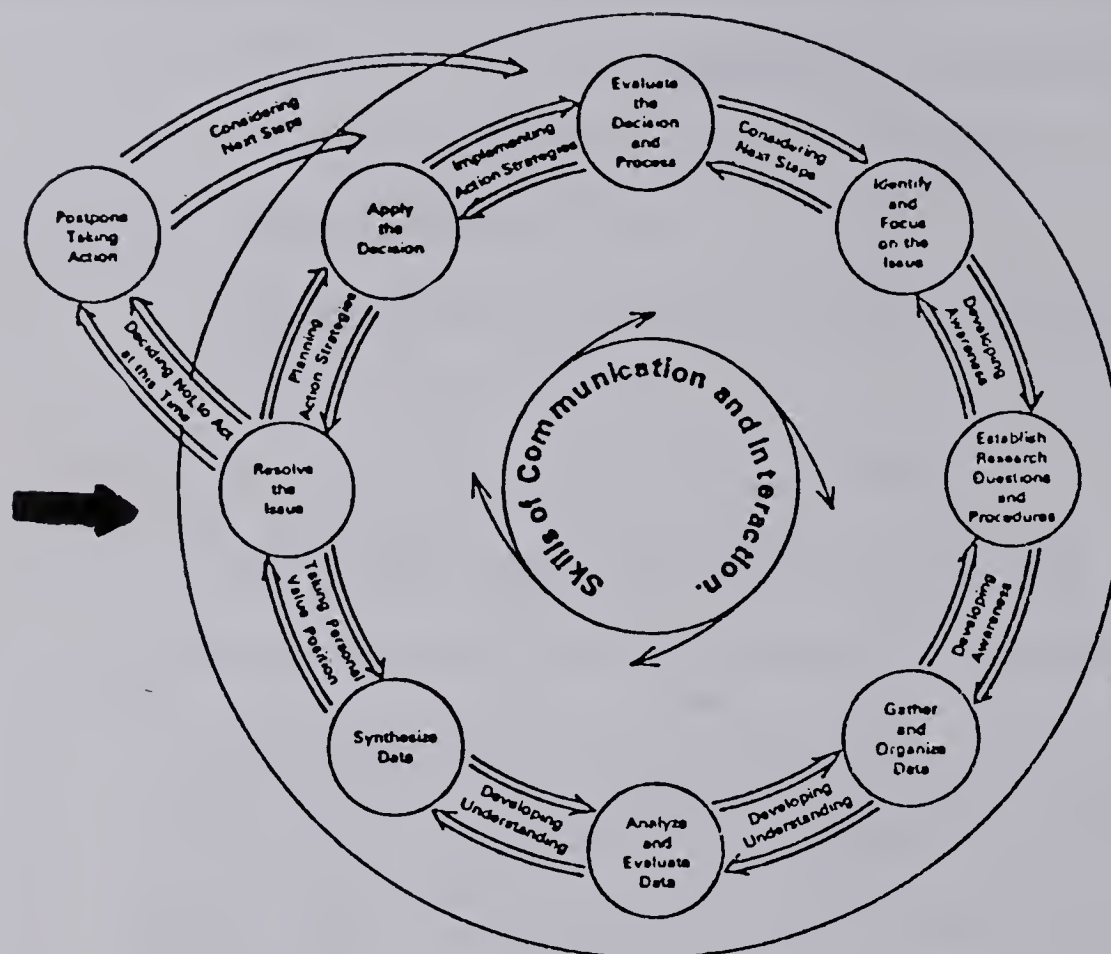 Evaluate
the
Decision
and
Process
Considering
Next Steps
Identify
and
Focus
on the
Issue
Developing
Awareness
Establish
Research
Questions
and
Procedures
Developing
Awareness
Gather
and
Organize
Data
Developing
Understanding
Analyze
and
Evaluate
Data
Developing
Understanding
Synthesize
Data
Taking Personal
Value Position
Resolve
the
Issue
Planning
Action Strategies
Apply
the
Decision
Implementing
Action Strategies
Deciding Not to Act
at this Time
Postpone
Taking
Action
Considering
Next Steps
Skills of Communication and Interaction.